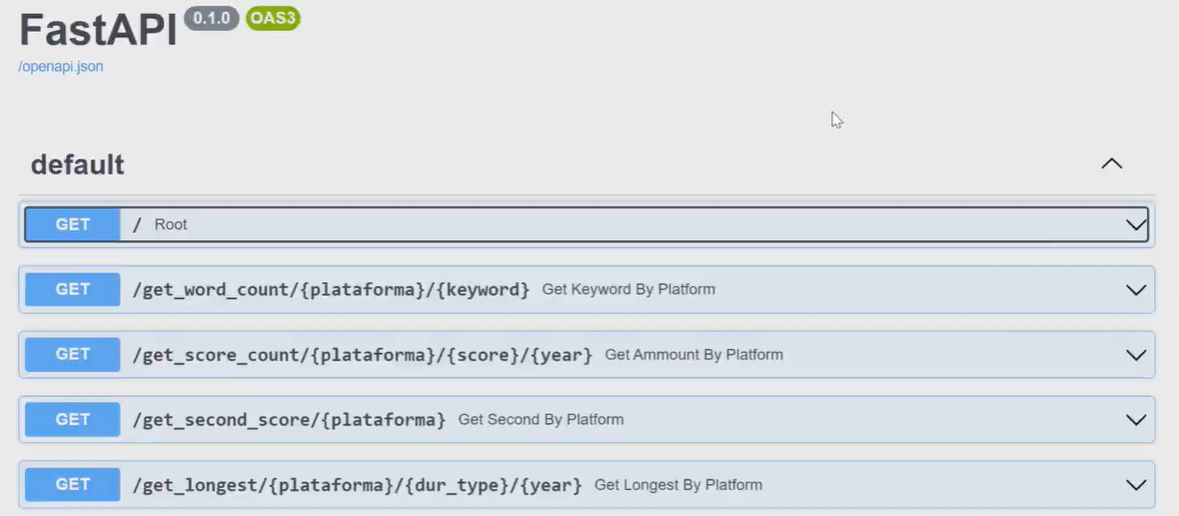 FastAPI 0.1.0 OAS3
/openapi.json
default
GET / Root
GET /get_word_count/{plataforma}/{keyword} Get Keyword By Platform
GET /get_score_count/{plataforma}/{score}/{year} Get Ammount By Platform
GET /get_second_score/{plataforma} Get Second By Platform
GET /get_longest/{plataforma}/{dur_type}/{year} Get Longest By Platform